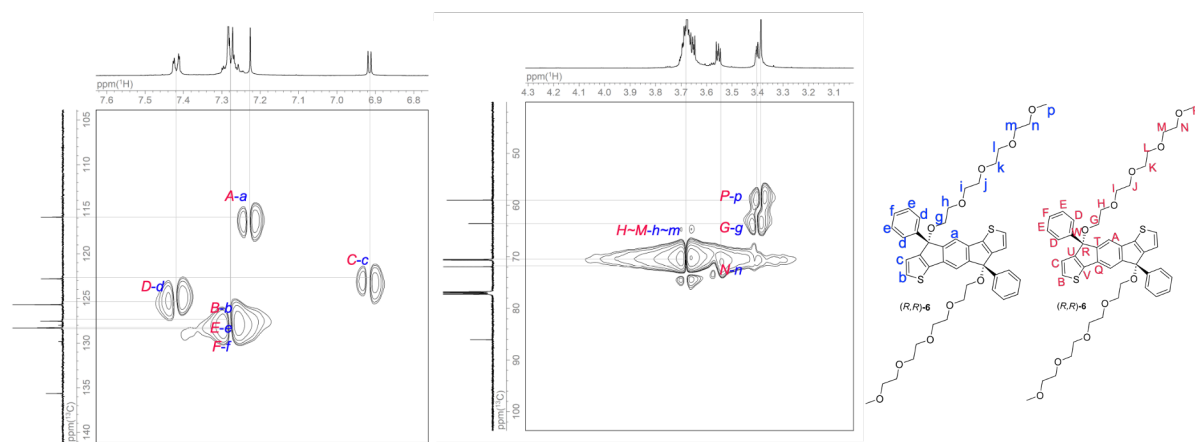 ppm(¹H)
7.6 7.5 7.4 7.3 7.2 7.1 7.0 6.9 6.8
105
110
115
120
125
130
135
140
ppm(¹³C)
A-a
C-c
D-d
B-b
E-e
F-f
ppm(¹H)
4.3 4.2 4.1 4.0 3.9 3.8 3.7 3.6 3.5 3.4 3.3 3.2 3.1
50
60
70
80
90
100
ppm(¹³C)
P-p
G-g
H~M-h~m
N-n
O p
m n
O
l
O k
i
O j
h
e
f e d
O g
e d a S
c
b S O
(R,R)-6
O
O
O
O
O
M N
O
L
O K
I
O J
H
E
F E D
O G
E D W T A S
U R
C
B S V Q O
(R,R)-6
O
O
O
O